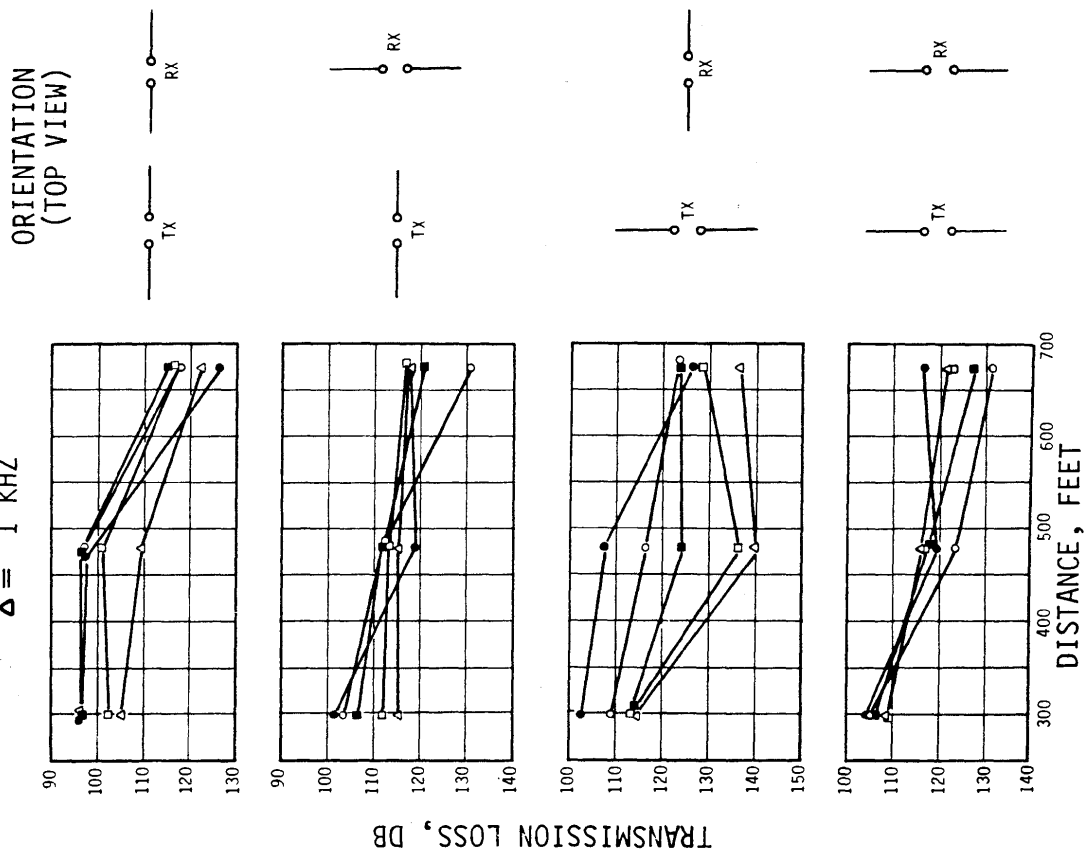 Δ = 1 KHZ
ORIENTATION
(TOP VIEW)
90
100
110
120
130
TX
RX
90
100
110
120
130
140
TX
RX
100
110
120
130
140
150
TX
RX
100
110
120
130
140
TX
RX
300
400
500
600
700
DISTANCE, FEET
TRANSMISSION LOSS, DB